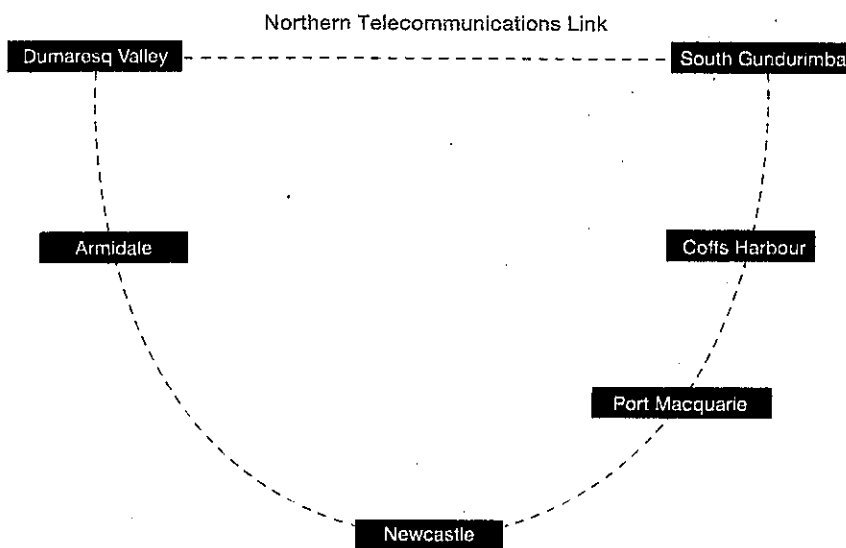 Northern Telecommunications Link
Dumaresq Valley
South Gundurimba
Armidale
Coffs Harbour
Port Macquarie
Newcastle